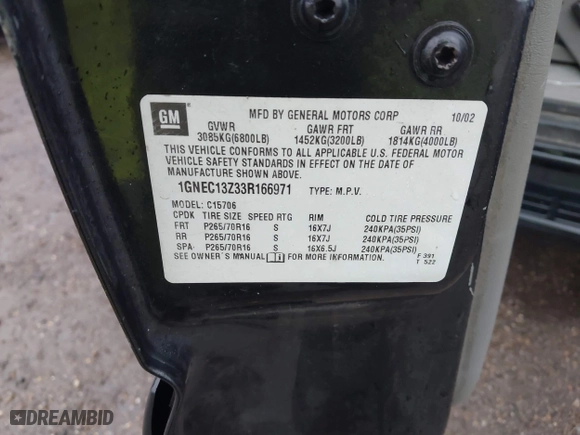 GM
MFD BY GENERAL MOTORS CORP 10/02
GVWR GAWR FRT GAWR RR
3085KG(6800LB) 1452KG(3200LB) 1814KG(4000LB)
THIS VEHICLE CONFORMS TO ALL APPLICABLE U.S. FEDERAL MOTOR
VEHICLE SAFETY STANDARDS IN EFFECT ON THE DATE OF
MANUFACTURE SHOWN ABOVE.
1GNEC13Z33R166971 TYPE: M.P.V.
MODEL: C15706
CPDK TIRE SIZE SPEED RTG RIM COLD TIRE PRESSURE
FRT P265/70R16 S 16X7J 240KPA(35PSI)
RR P265/70R16 S 16X7J 240KPA(35PSI)
SPA P265/70R16 S 16X6.5J 240KPA(35PSI)
SEE OWNER'S MANUAL FOR MORE INFORMATION.
F 391
T 522
DREAMBID